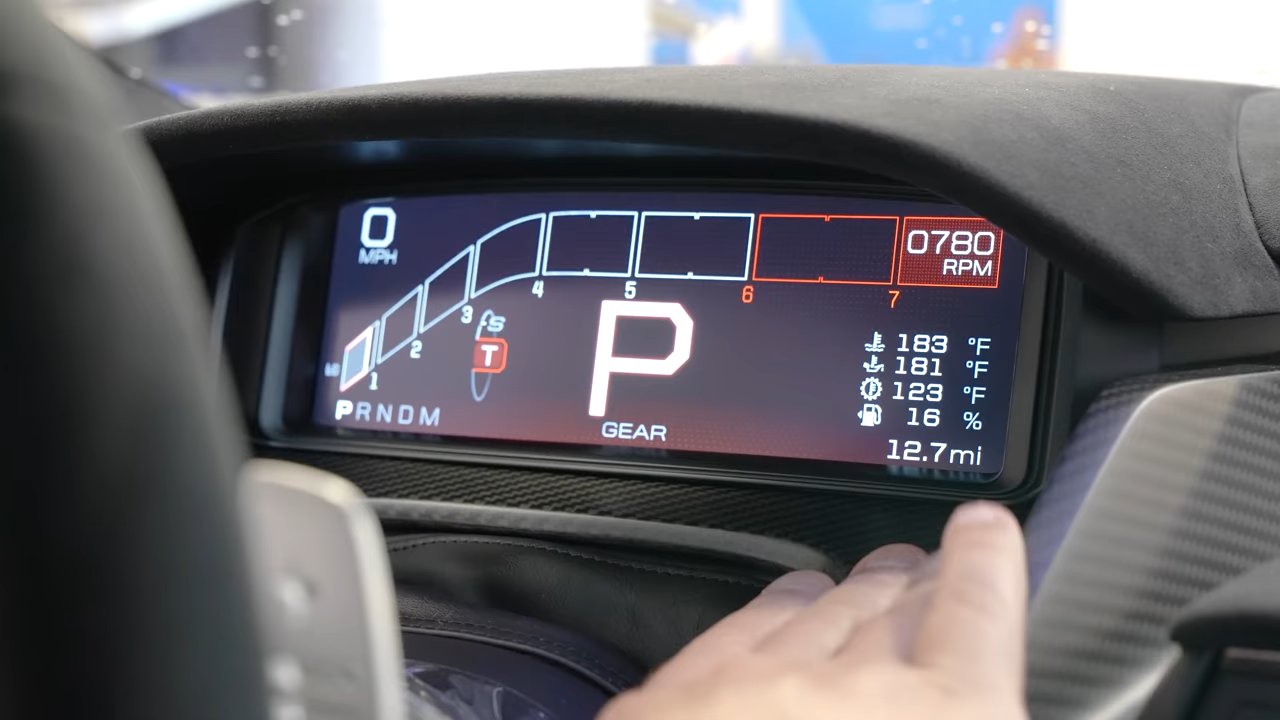 0
MPH
0780
RPM
1
2
3
4
5
6
7
S
T
P
GEAR
PRNDM
183 °F
181 °F
123 °F
16 %
12.7mi